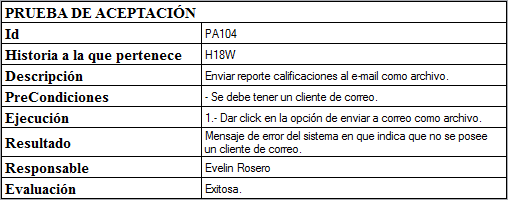 PRUEBA DE ACEPTACIÓN
Id PA104
Historia a la que pertenece H18W
Descripción Enviar reporte calificaciones al e-mail como archivo.
PreCondiciones - Se debe tener un cliente de correo.
Ejecución 1.- Dar click en la opción de enviar a correo como archivo.
Resultado Mensaje de error del sistema en que indica que no se posee
un cliente de correo.
Responsable Evelin Rosero
Evaluación Exitosa.